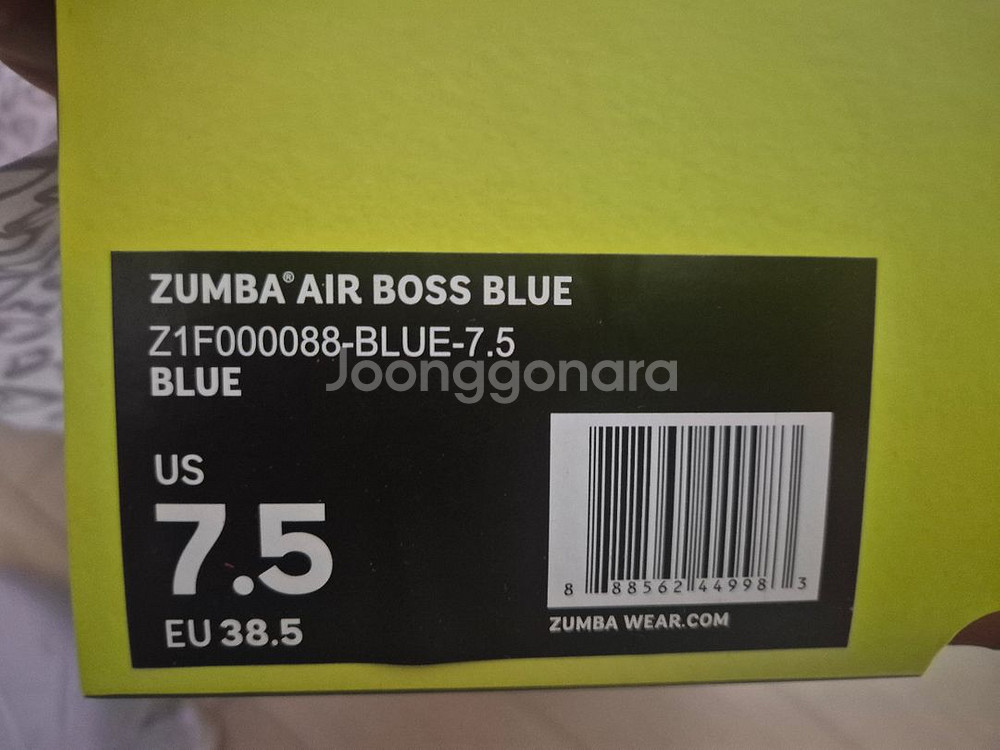 ZUMBA® AIR BOSS BLUE
Z1F000088-BLUE-7.5
BLUE
Joonggonara
US
7.5
EU 38.5
8 88562 44998 3
ZUMBA WEAR.COM